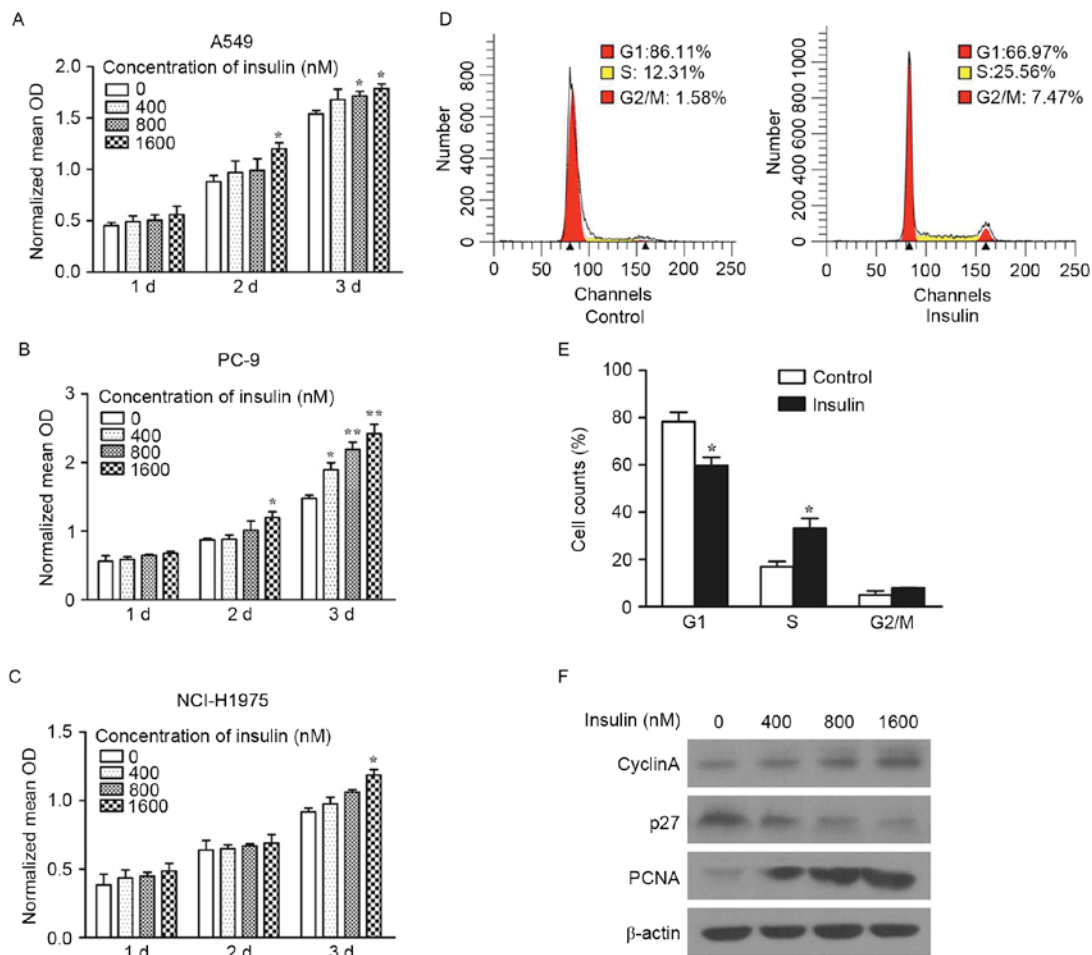 A
A549
Normalized mean OD
2.0
1.5
1.0
0.5
0.0
Concentration of insulin (nM)
0
400
800
1600
*
* *
1 d 2 d 3 d
B
PC-9
Normalized mean OD
3
2
1
0
Concentration of insulin (nM)
0
400
800
1600
*
* ** **
1 d 2 d 3 d
C
NCI-H1975
Normalized mean OD
1.5
1.0
0.5
0.0
Concentration of insulin (nM)
0
400
800
1600
*
1 d 2 d 3 d
D
Number
800
600
400
200
0
G1:86.11%
S: 12.31%
G2/M: 1.58%
0 50 100 150 200 250
Channels
Control
Number
1000
800
600
400
200
0
G1:66.97%
S:25.56%
G2/M: 7.47%
0 50 100 150 200 250
Channels
Insulin
E
Cell counts (%)
100
80
60
40
20
0
Control
Insulin
*
*
G1 S G2/M
F
Insulin (nM) 0 400 800 1600
CyclinA
p27
PCNA
β-actin